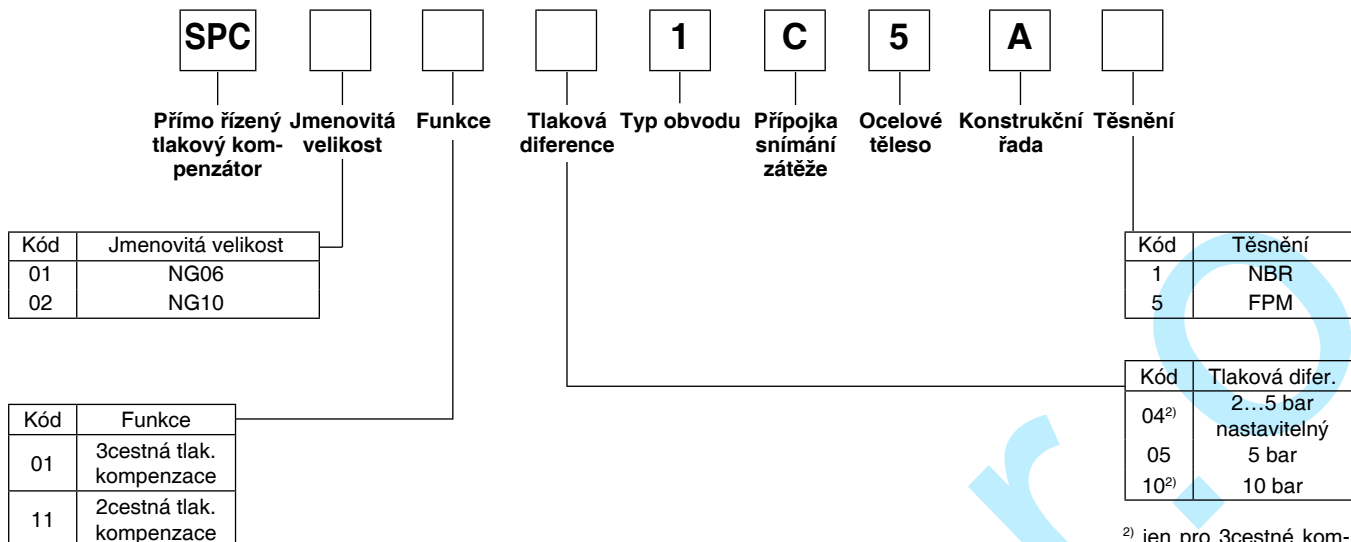 SPC 1 C 5 A
Přímo řízený tlakový kom-penzátor
Jmenovitá velikost
Funkce
Tlaková diference
Typ obvodu
Přípojka snímání zátěže
Ocelové těleso
Konstrukční řada
Těsnění
Kód Jmenovitá velikost
01 NG06
02 NG10
Kód Těsnění
1 NBR
5 FPM
Kód Tlaková difer.
04²⁾ 2…5 bar nastavitelný
05 5 bar
10²⁾ 10 bar
Kód Funkce
01 3cestná tlak. kompenzace
11 2cestná tlak. kompenzace
²⁾ jen pro 3cestné kom-
r.o